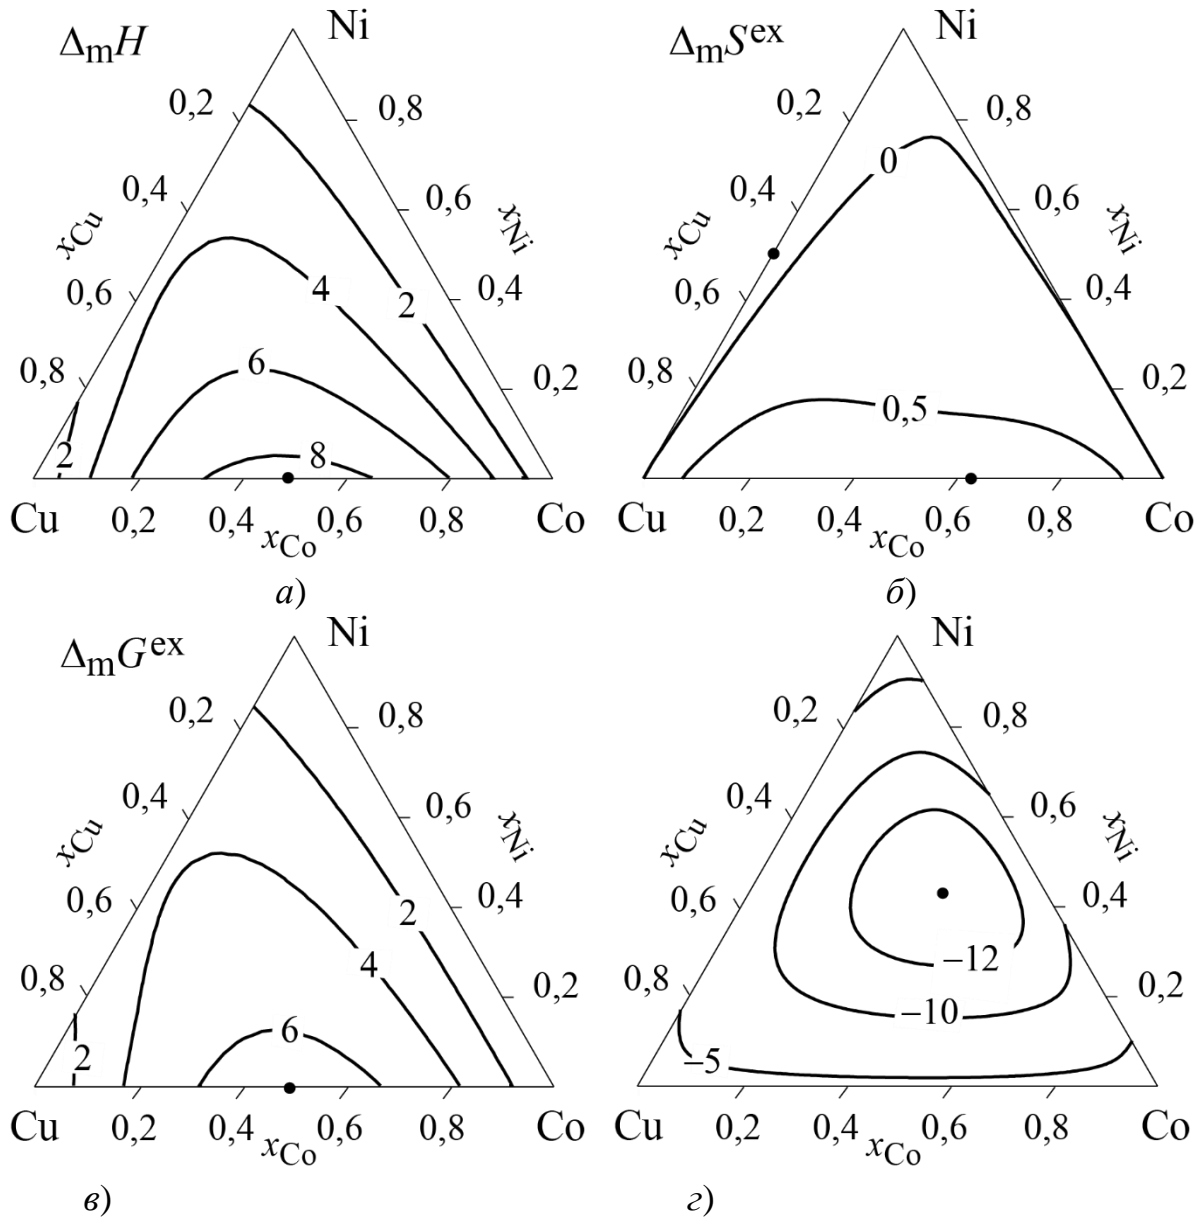 Ni
Ni
ΔmH
ΔmSex
0,2
0,8
0,2
0,8
0
0,4
0,6
0,4
0,6
xCu
xNi
xCu
xNi
0,6
4
2
0,4
0,6
0,4
0,8
6
0,2
0,8
0,5
0,2
2
8
Cu
0,2
0,4
xCo
0,6
0,8
Co
Cu
0,2
0,4
xCo
0,6
0,8
Co
а)
б)
Ni
Ni
ΔmGex
0,2
0,8
0,2
0,8
0,4
0,6
0,4
0,6
xCu
xNi
xCu
xNi
0,6
2
0,4
0,6
0,4
4
−12
0,8
0,2
0,8
0,2
2
6
−5
−10
Cu
0,2
0,4
xCo
0,6
0,8
Co
Cu
0,2
0,4
xCo
0,6
0,8
Co
в)
г)